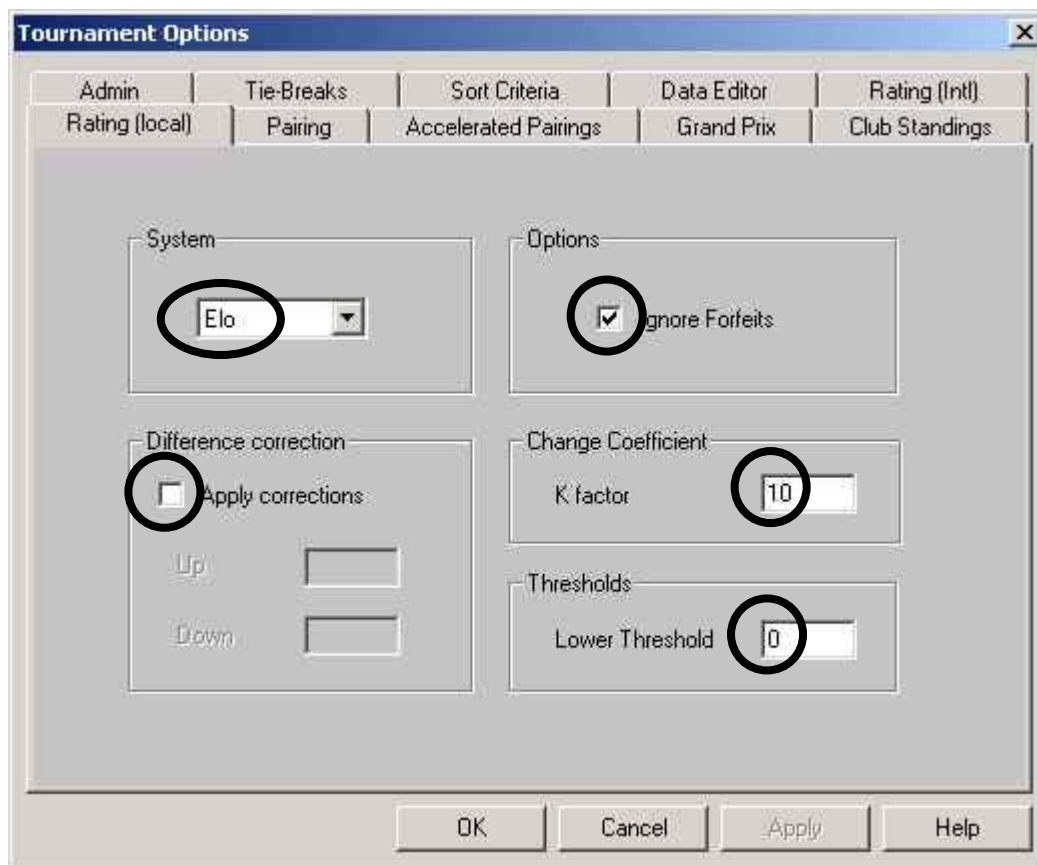 Tournament Options
Admin Tie-Breaks Sort Criteria Data Editor Rating (Intl)
Rating (local) Pairing Accelerated Pairings Grand Prix Club Standings
System
Elo
Options
Ignore Forfeits
Difference correction
Apply corrections
Up
Down
Change Coefficient
K factor 10
Thresholds
Lower Threshold 0
OK Cancel Apply Help